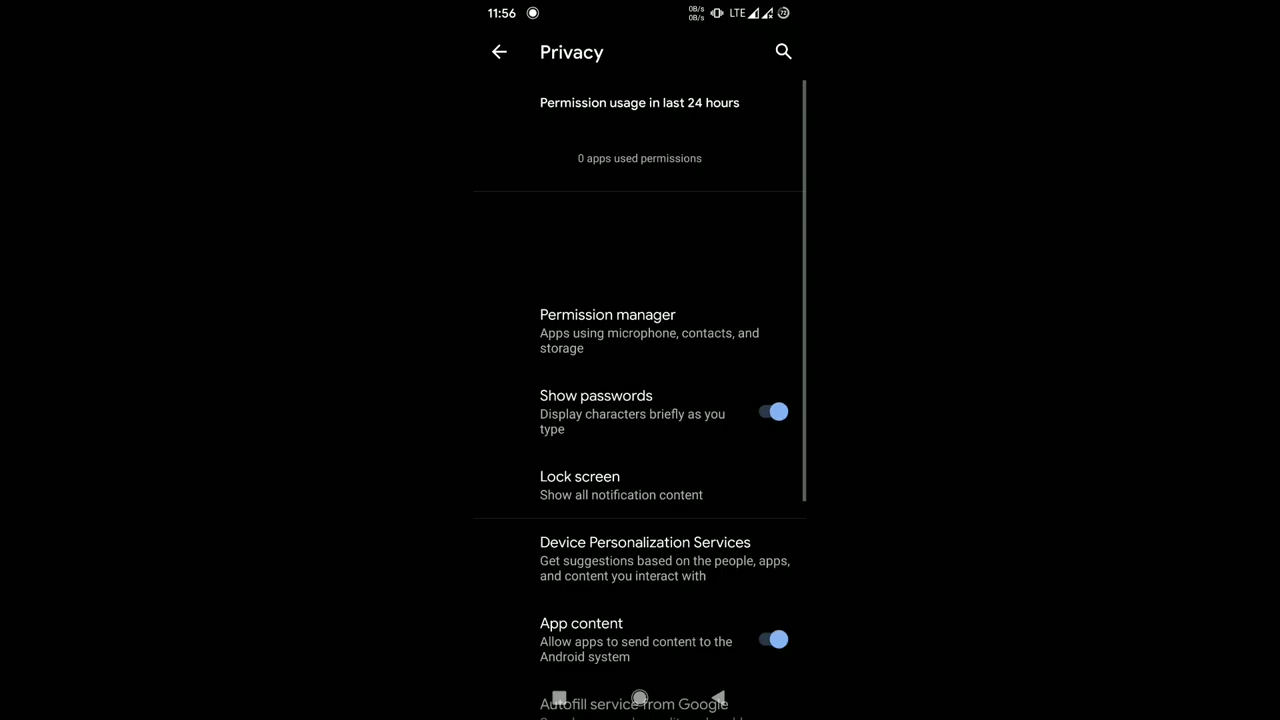 11:56
0B/s
0B/s
LTE
72
Privacy
Permission usage in last 24 hours
0 apps used permissions
Permission manager
Apps using microphone, contacts, and
storage
Show passwords
Display characters briefly as you
type
Lock screen
Show all notification content
Device Personalization Services
Get suggestions based on the people, apps,
and content you interact with
App content
Allow apps to send content to the
Android system
Autofill service from Google